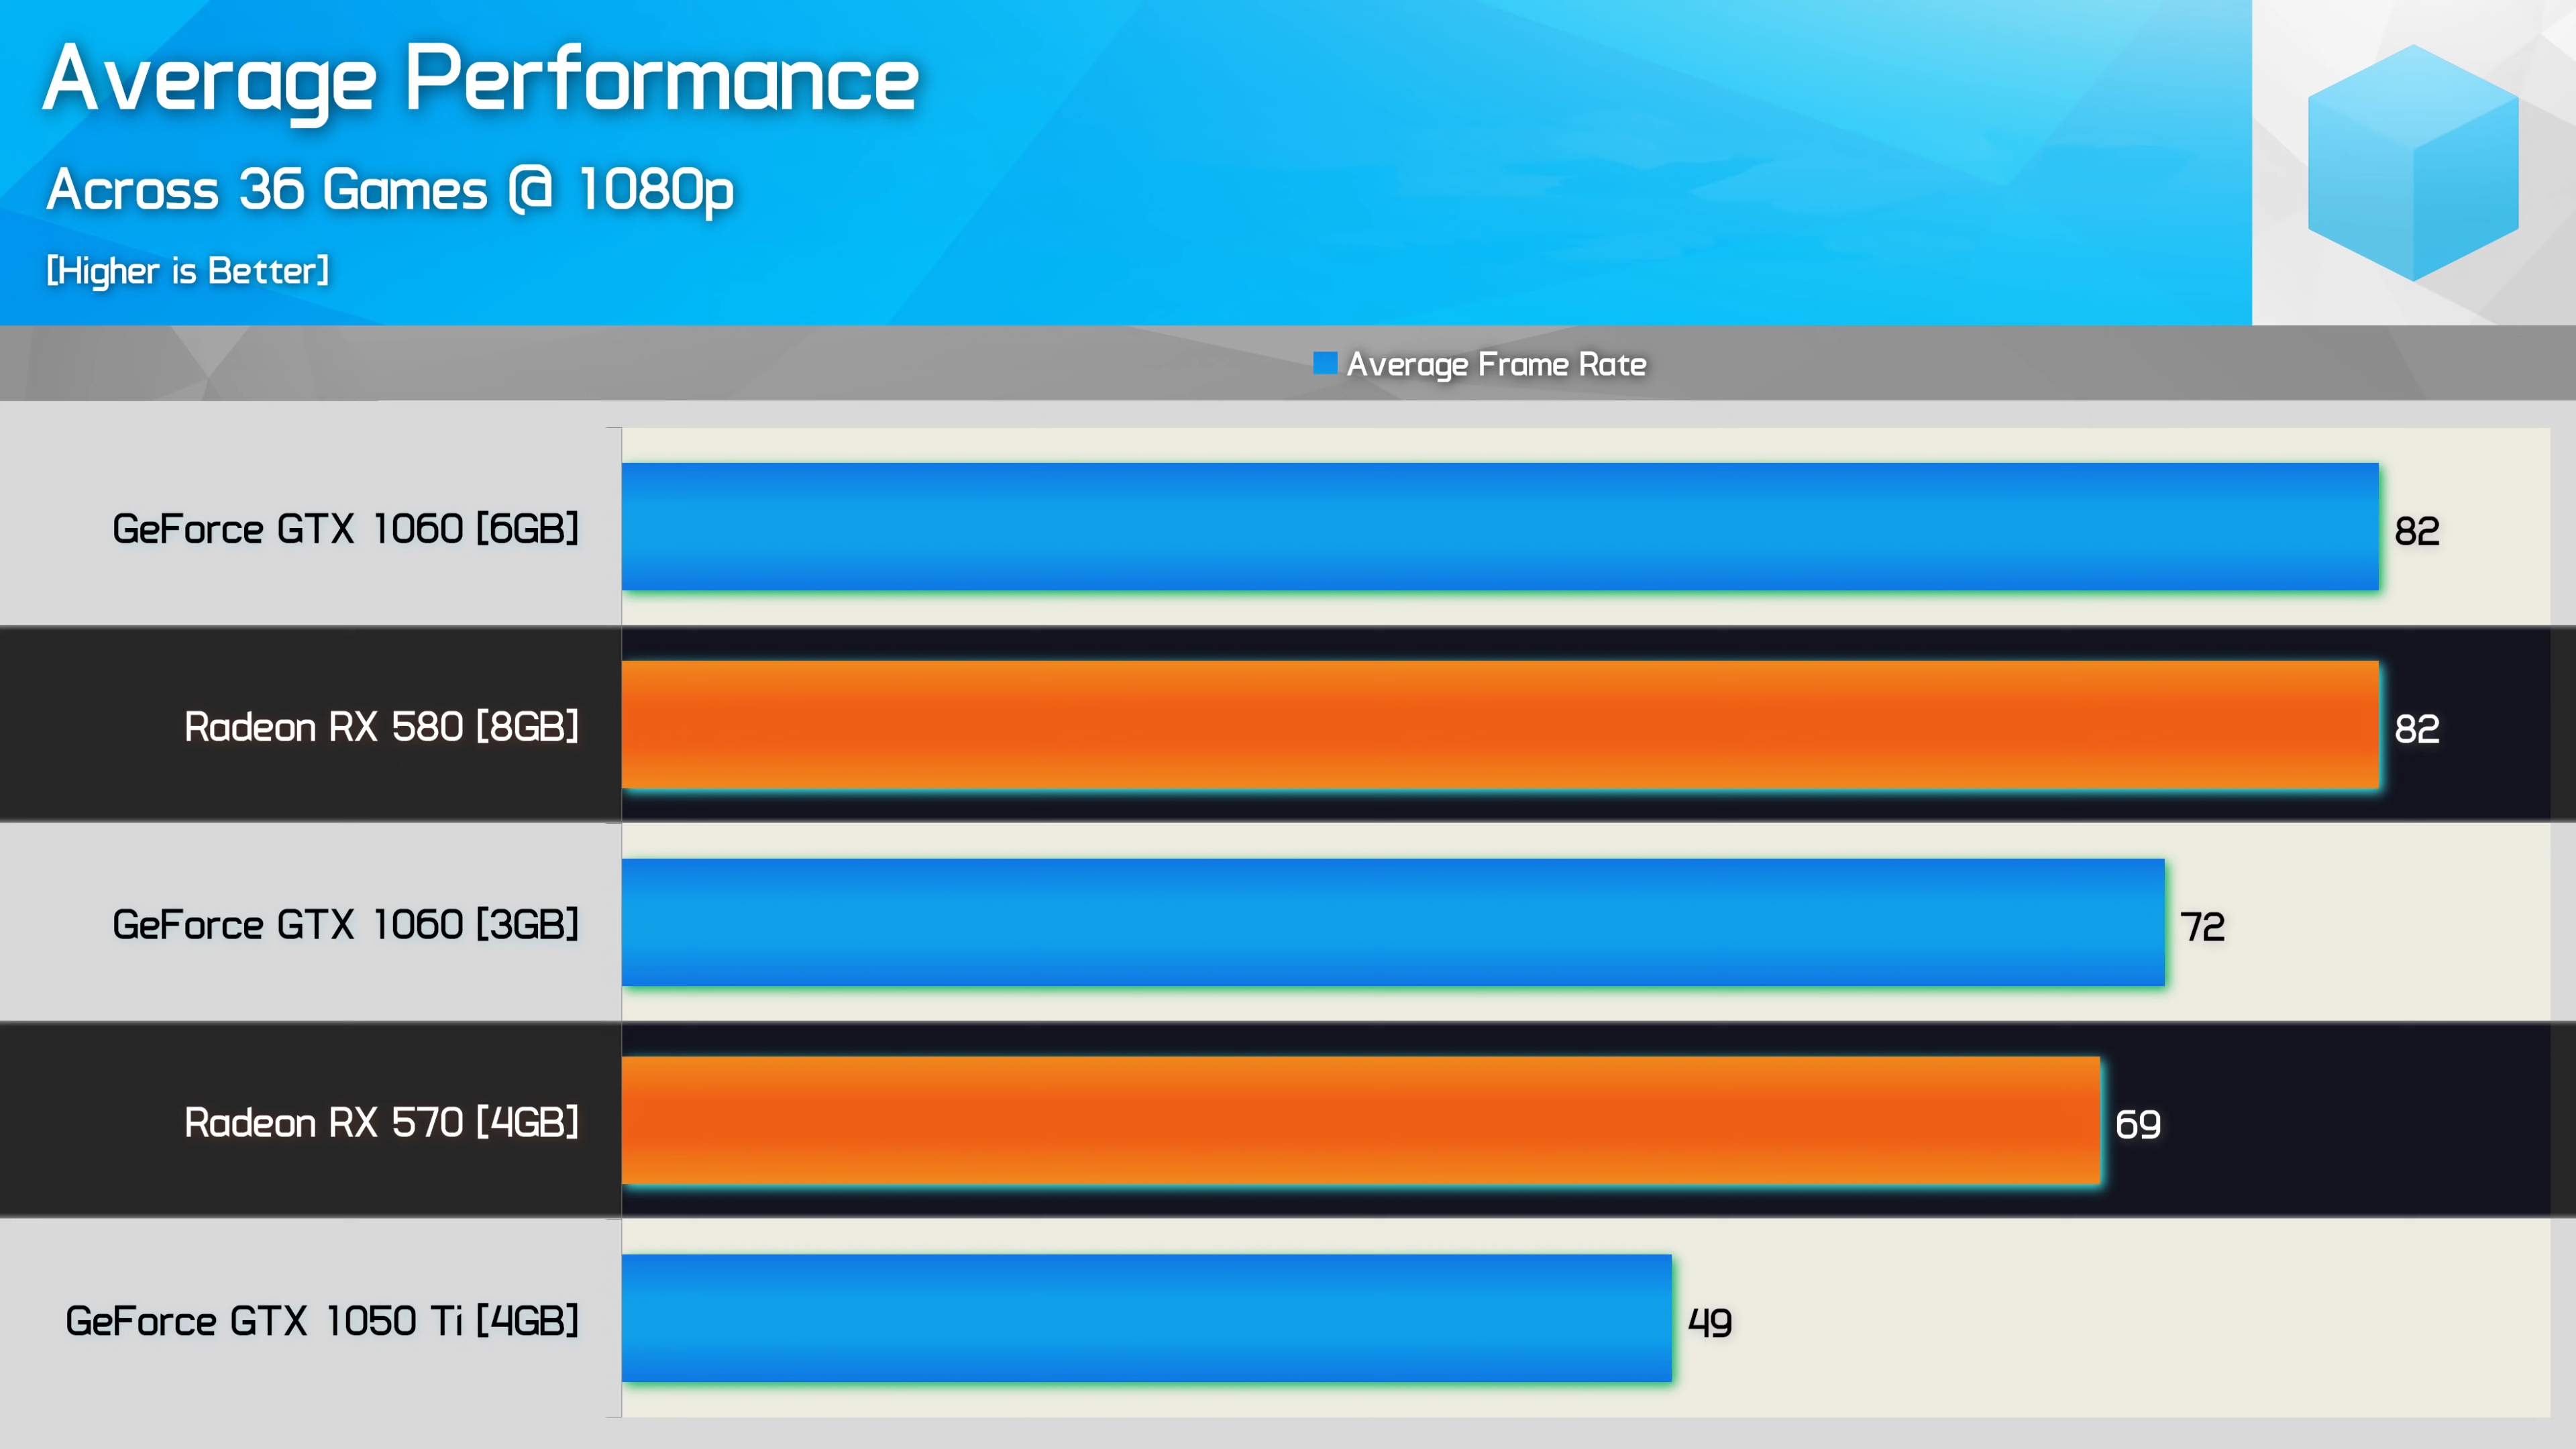 Average Performance
Across 36 Games @ 1080p
[Higher is Better]
Average Frame Rate
GeForce GTX 1060 [6GB] 82
Radeon RX 580 [8GB] 82
GeForce GTX 1060 [3GB] 72
Radeon RX 570 [4GB] 69
GeForce GTX 1050 Ti [4GB] 49